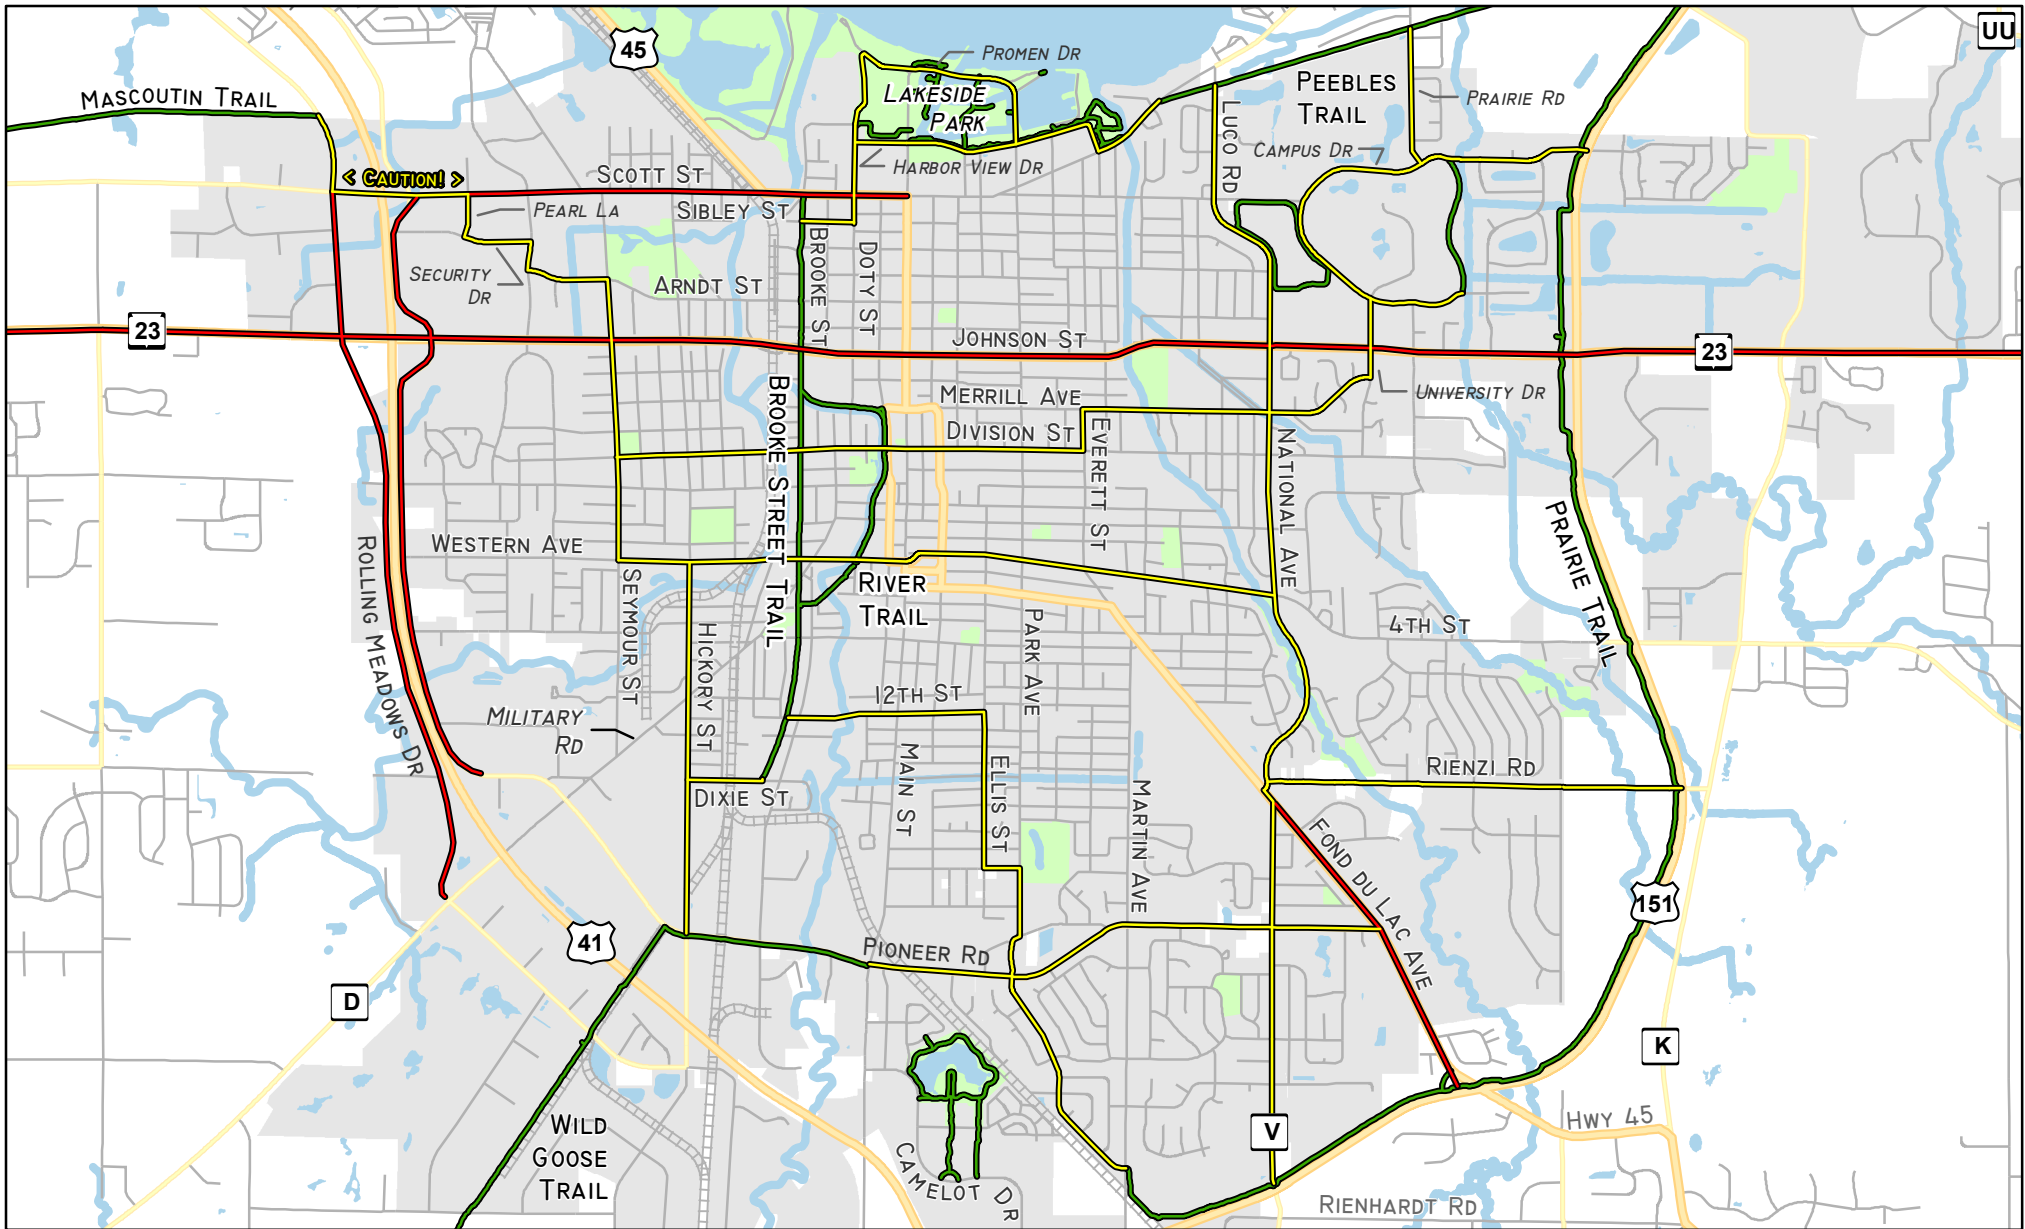 UU
45
PROMEN DR
MASCOUTIN TRAIL
LAKESIDE
PARK
PEEBLES
TRAIL
PRAIRIE RD
LUCO RD
CAMPUS DR
HARBOR VIEW DR
< CAUTION! >
SCOTT ST
PEARL LA
SIBLEY ST
BROOKE ST
DOTY ST
SECURITY
DR
ARNDT ST
23
JOHNSON ST
23
MERRILL AVE
UNIVERSITY DR
DIVISION ST
BROOKE STREET TRAIL
EVERETT ST
NATIONAL AVE
PRAIRIE TRAIL
WESTERN AVE
ROLLING MEADOWS DR
SEYMOUR ST
RIVER
TRAIL
HICKORY ST
PARK AVE
4TH ST
12TH ST
MILITARY
RD
MAIN ST
ELLIS ST
MARTIN AVE
RIENZI RD
DIXIE ST
FOND DU LAC AVE
151
41
PIONEER RD
D
K
WILD
GOOSE
TRAIL
V
HWY 45
CAMELOT DR
RIENHARDT RD